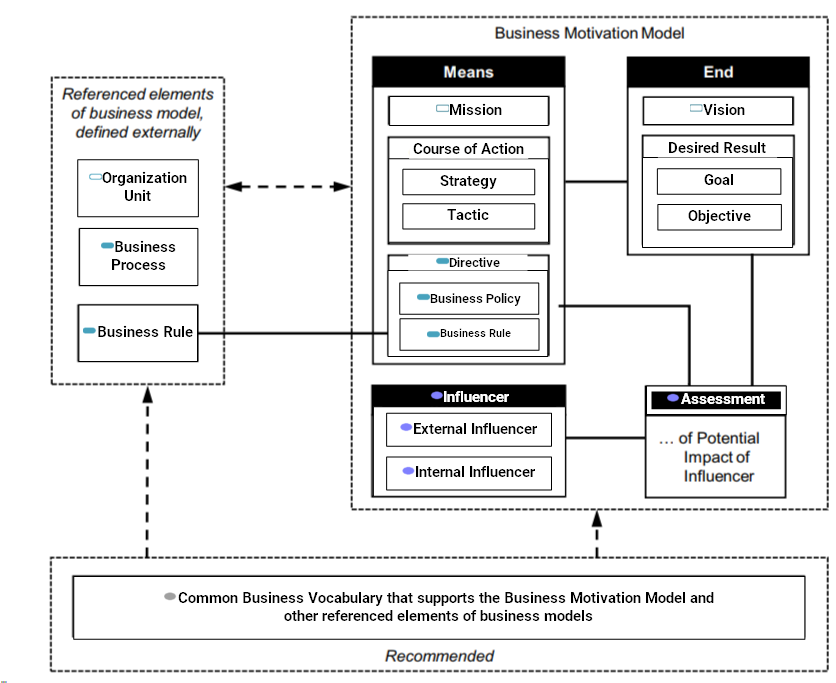 Business Motivation Model
Referenced elements
of business model,
defined externally
Organization
Unit
Business
Process
Business Rule
Means
Mission
Course of Action
Strategy
Tactic
Directive
Business Policy
Business Rule
End
Vision
Desired Result
Goal
Objective
Influencer
External Influencer
Internal Influencer
Assessment
... of Potential
Impact of
Influencer
Common Business Vocabulary that supports the Business Motivation Model and
other referenced elements of business models
Recommended